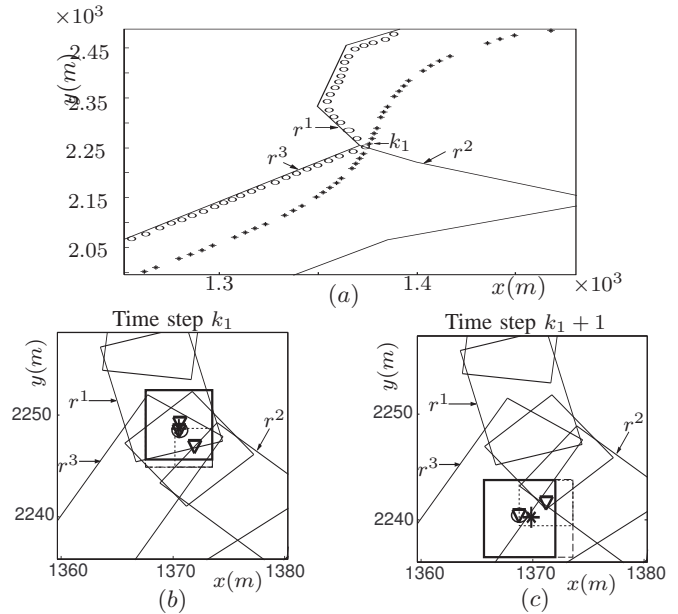 ×10³
2.45
2.35
2.25
2.15
2.05
y(m)
r¹
r³
k₁
r²
1.3
1.4
x(m)
×10³
(a)
Time step k₁
y(m)
2250
2240
r¹
r²
r³
1360
1370
1380
x(m)
(b)
Time step k₁ + 1
y(m)
2250
2240
r¹
r²
r³
1360
1370
1380
x(m)
(c)